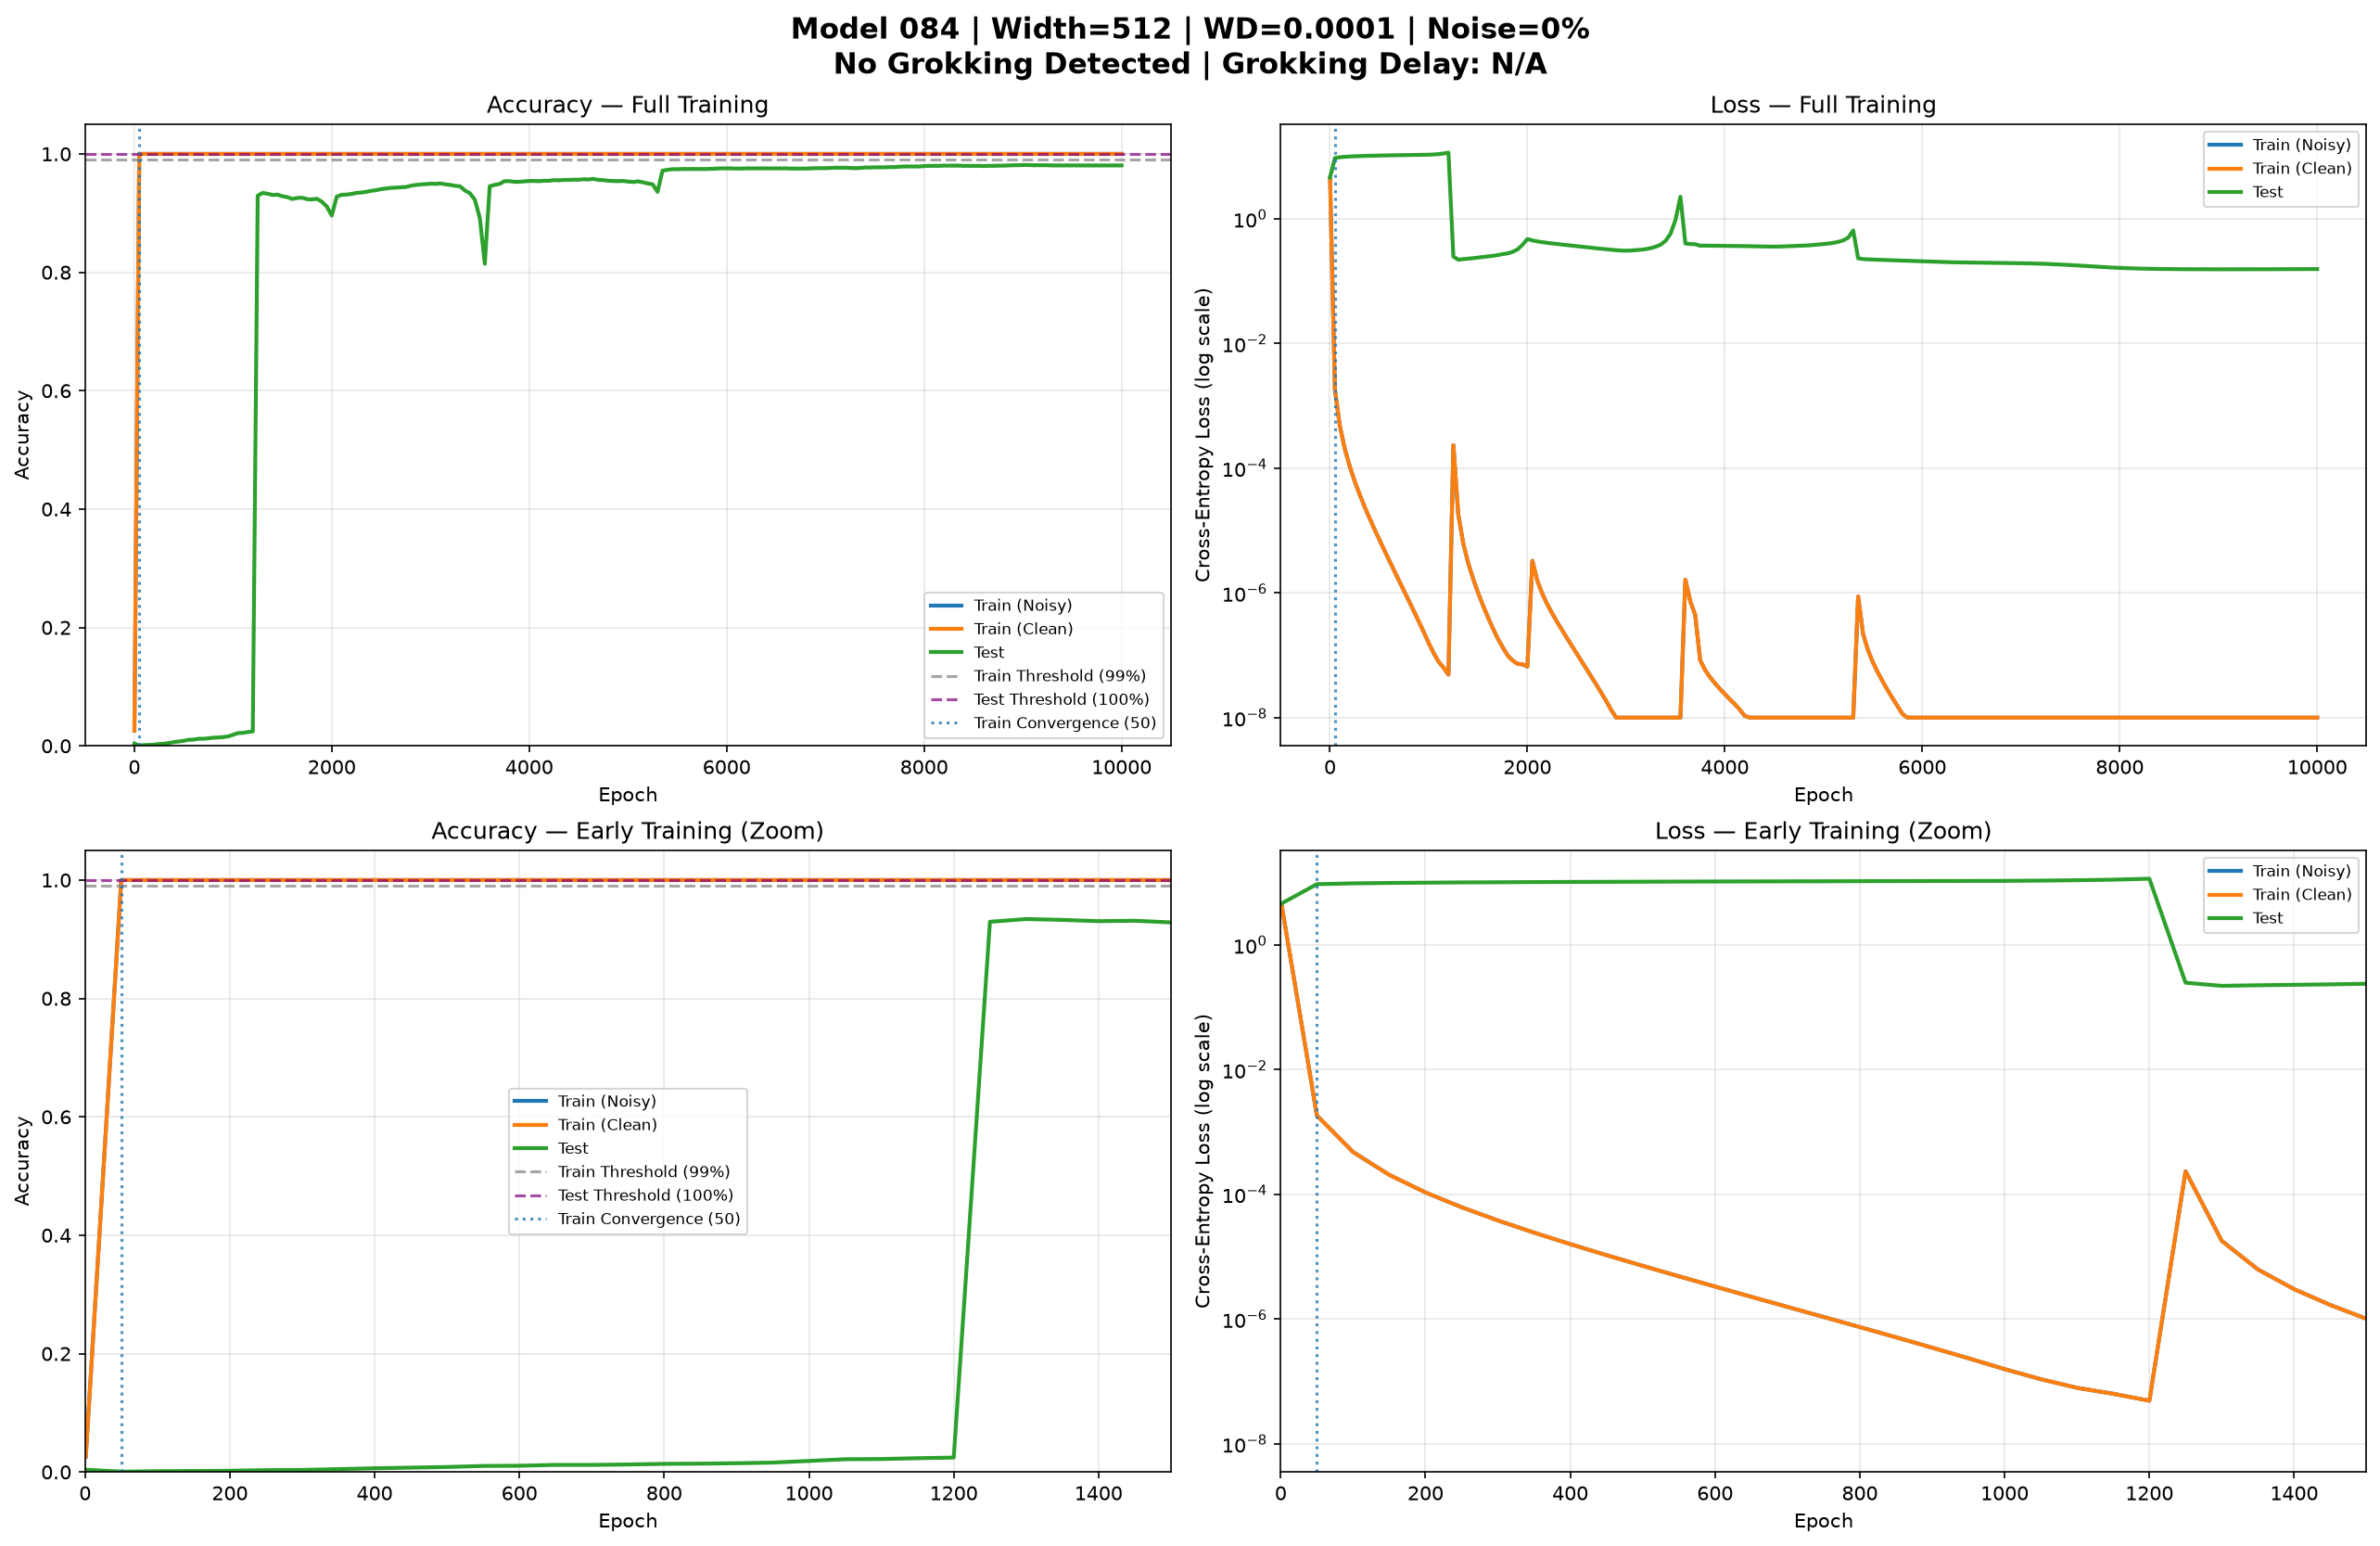 Model 084 | Width=512 | WD=0.0001 | Noise=0%
No Grokking Detected | Grokking Delay: N/A
Accuracy — Full Training
Accuracy
1.0
0.8
0.6
0.4
0.2
0.0
Train (Noisy)
Train (Clean)
Test
Train Threshold (99%)
Test Threshold (100%)
Train Convergence (50)
0
2000
4000
6000
8000
10000
Epoch
Loss — Full Training
Cross-Entropy Loss (log scale)
10⁰
10⁻²
10⁻⁴
10⁻⁶
10⁻⁸
Train (Noisy)
Train (Clean)
Test
0
2000
4000
6000
8000
10000
Epoch
Accuracy — Early Training (Zoom)
Accuracy
1.0
0.8
0.6
0.4
0.2
0.0
Train (Noisy)
Train (Clean)
Test
Train Threshold (99%)
Test Threshold (100%)
Train Convergence (50)
0
200
400
600
800
1000
1200
1400
Epoch
Loss — Early Training (Zoom)
Cross-Entropy Loss (log scale)
10⁰
10⁻²
10⁻⁴
10⁻⁶
10⁻⁸
Train (Noisy)
Train (Clean)
Test
0
200
400
600
800
1000
1200
1400
Epoch